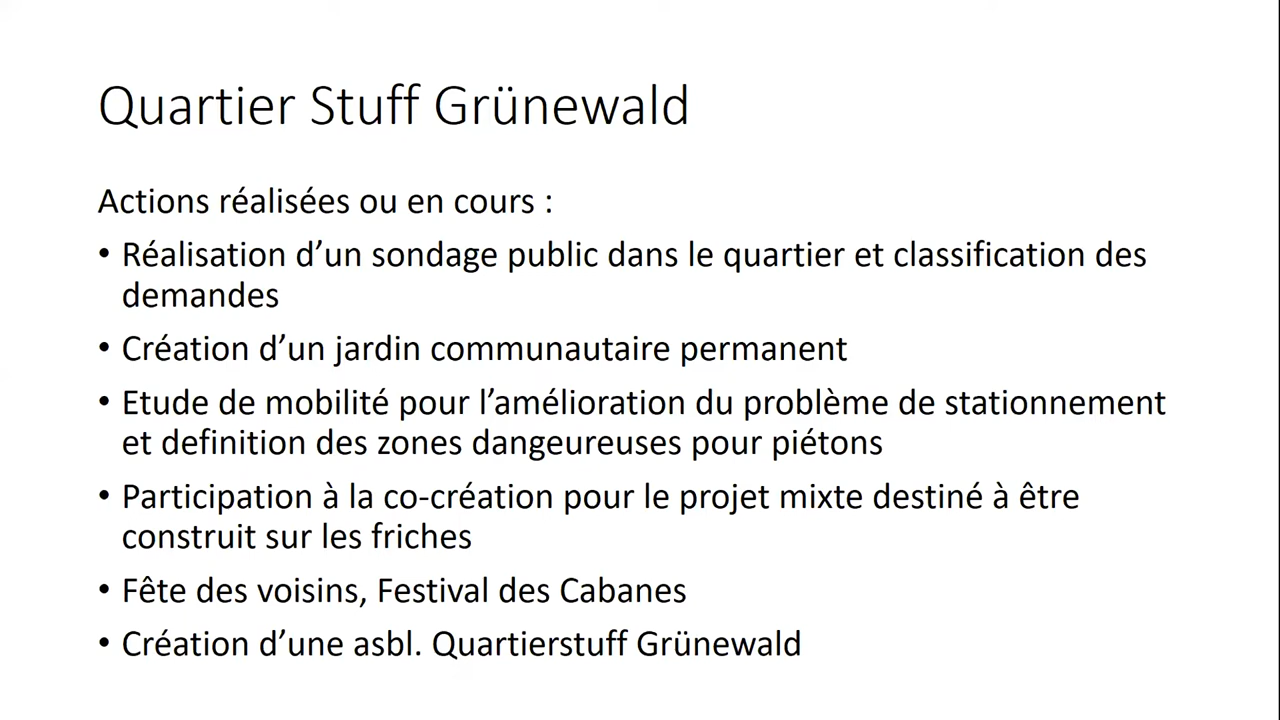 Quartier Stuff Grünewald
Actions réalisées ou en cours :
• Réalisation d’un sondage public dans le quartier et classification des
demandes
• Création d’un jardin communautaire permanent
• Etude de mobilité pour l’amélioration du problème de stationnement
et definition des zones dangeureuses pour piétons
• Participation à la co-création pour le projet mixte destiné à être
construit sur les friches
• Fête des voisins, Festival des Cabanes
• Création d’une asbl. Quartierstuff Grünewald